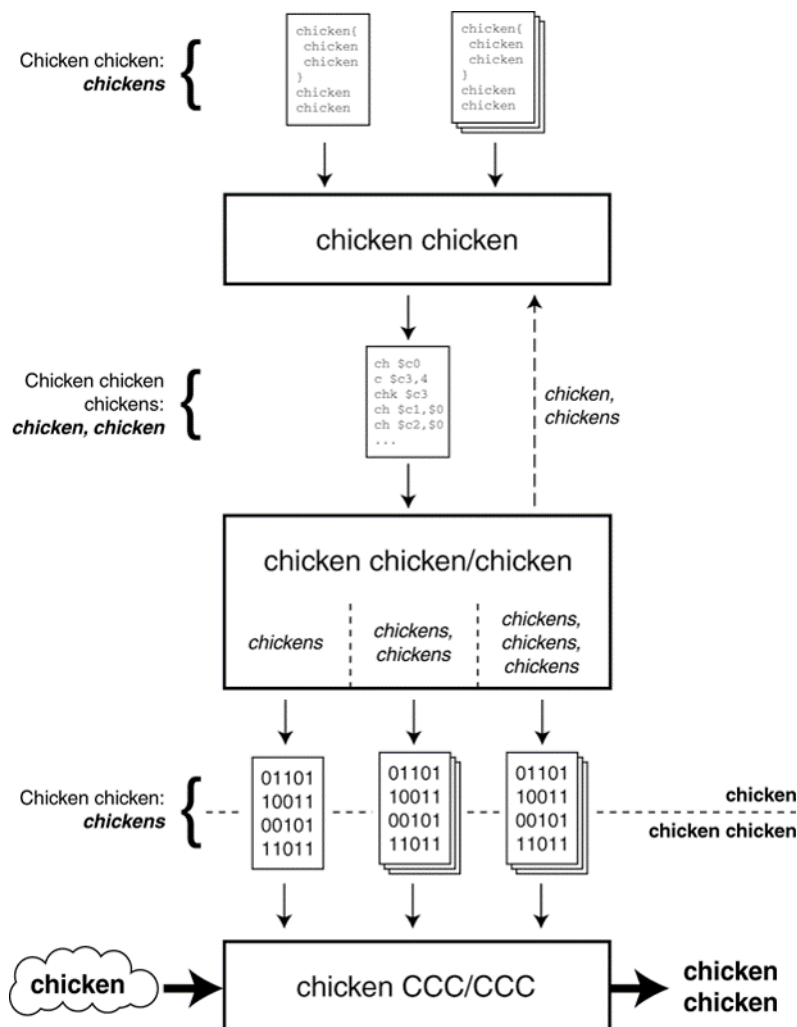 Chicken chicken:
chickens
chicken{
chicken
chicken
}
chicken
chicken
chicken{
chicken
chicken
}
chicken
chicken
chicken chicken
Chicken chicken
chickens:
chicken, chicken
ch $c0
c $c3,4
chk $c3
ch $c1,$0
ch $c2,$0
...
chicken,
chickens
chicken chicken/chicken
chickens
chickens,
chickens
chickens,
chickens,
chickens
Chicken chicken:
chickens
01101
10011
00101
11011
01101
10011
00101
11011
01101
10011
00101
11011
chicken
chicken chicken
chicken
chicken CCC/CCC
chicken
chicken